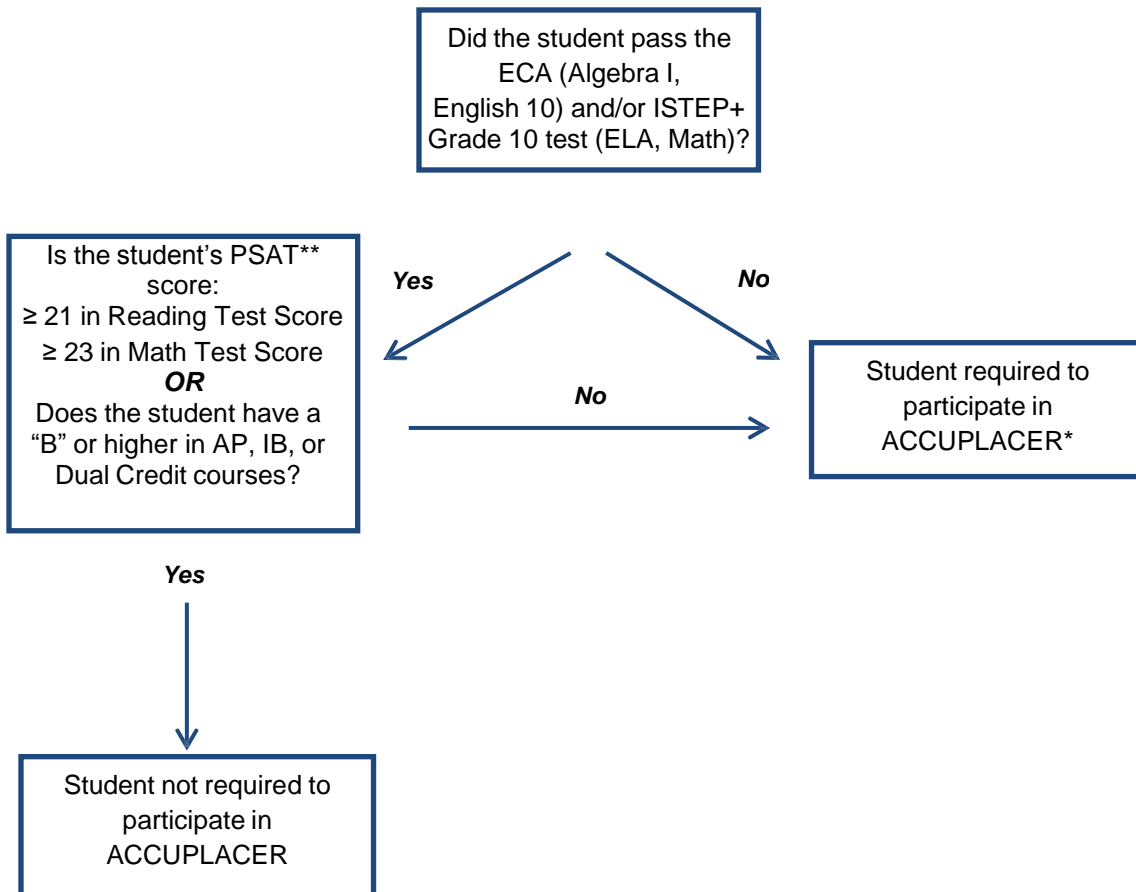 Did the student pass the
ECA (Algebra I,
English 10) and/or ISTEP+
Grade 10 test (ELA, Math)?
Is the student’s PSAT**
score:
≥ 21 in Reading Test Score
≥ 23 in Math Test Score
OR
Does the student have a
“B” or higher in AP, IB, or
Dual Credit courses?
Yes
No
No
Student required to
participate in
ACCUPLACER*
Yes
Student not required to
participate in
ACCUPLACER